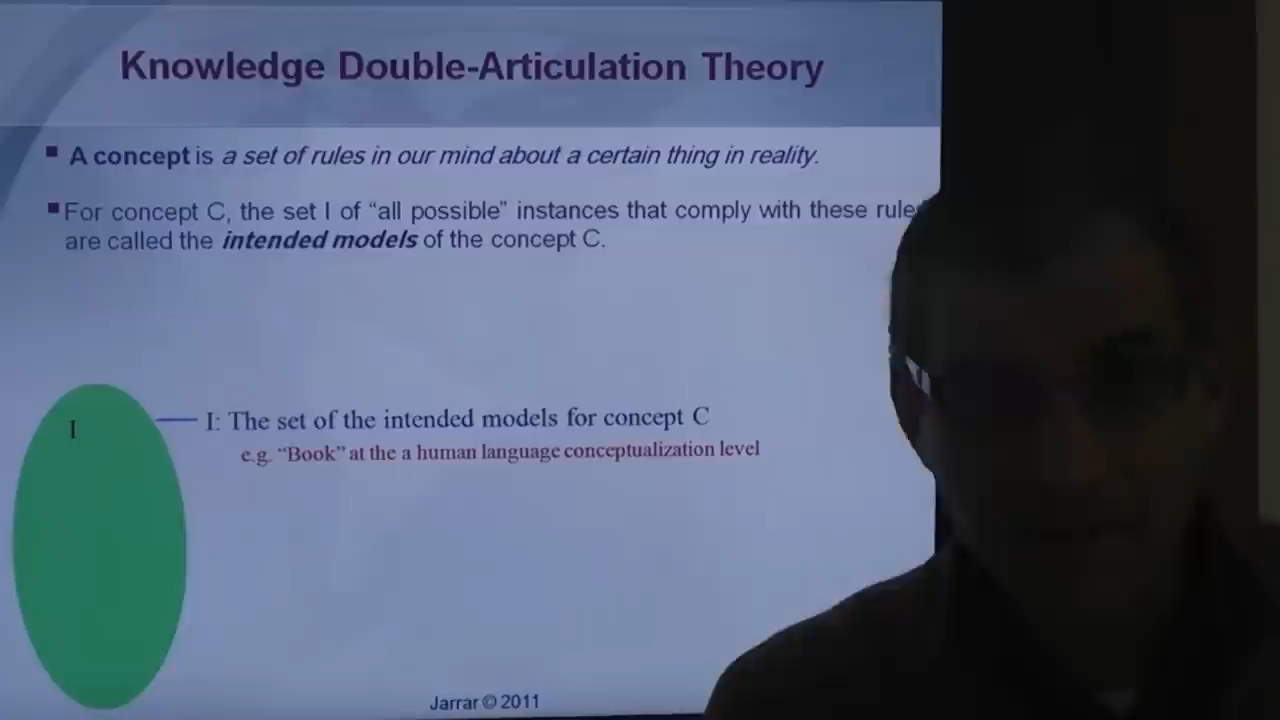 Knowledge Double-Articulation Theory
A concept is a set of rules in our mind about a certain thing in reality.
For concept C, the set I of “all possible” instances that comply with these
are called the intended models of the concept C.
I
I: The set of the intended models for concept C
e.g. “Book” at the a human language conceptualization level
Jarrar © 2011